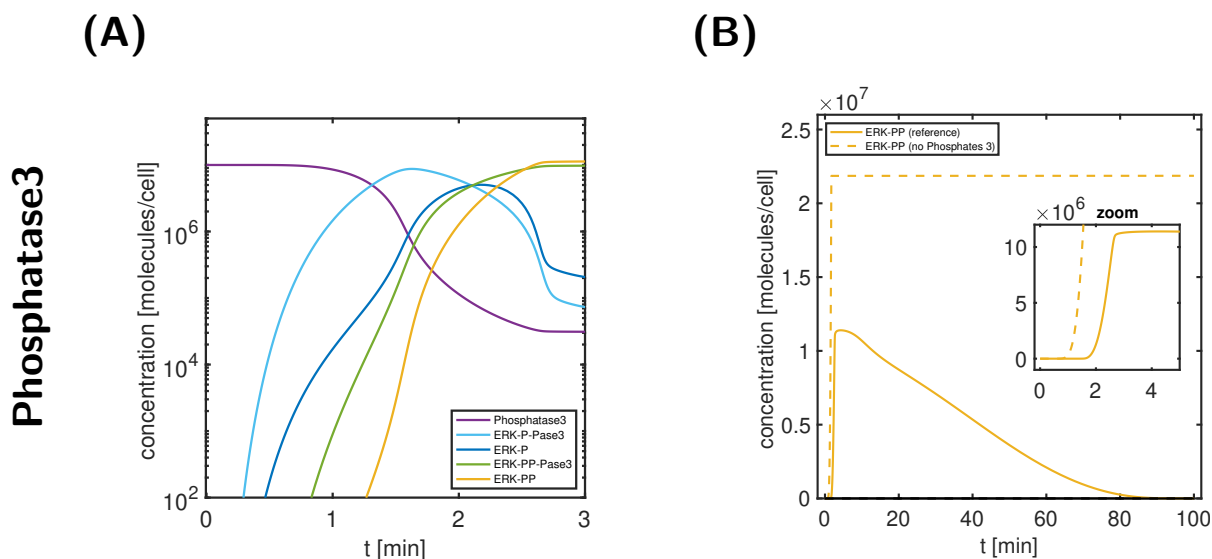 (A)
(B)
Phosphatase3
concentration [molecules/cell]
10^6
10^4
10^2
0
1
2
3
t [min]
Phosphatase3
ERK-P-Pase3
ERK-P
ERK-PP-Pase3
ERK-PP
×10^7
concentration [molecules/cell]
2.5
2
1.5
1
0.5
0
0
20
40
60
80
100
t [min]
ERK-PP (reference)
ERK-PP (no Phosphates 3)
×10^6
zoom
10
5
0
0
2
4